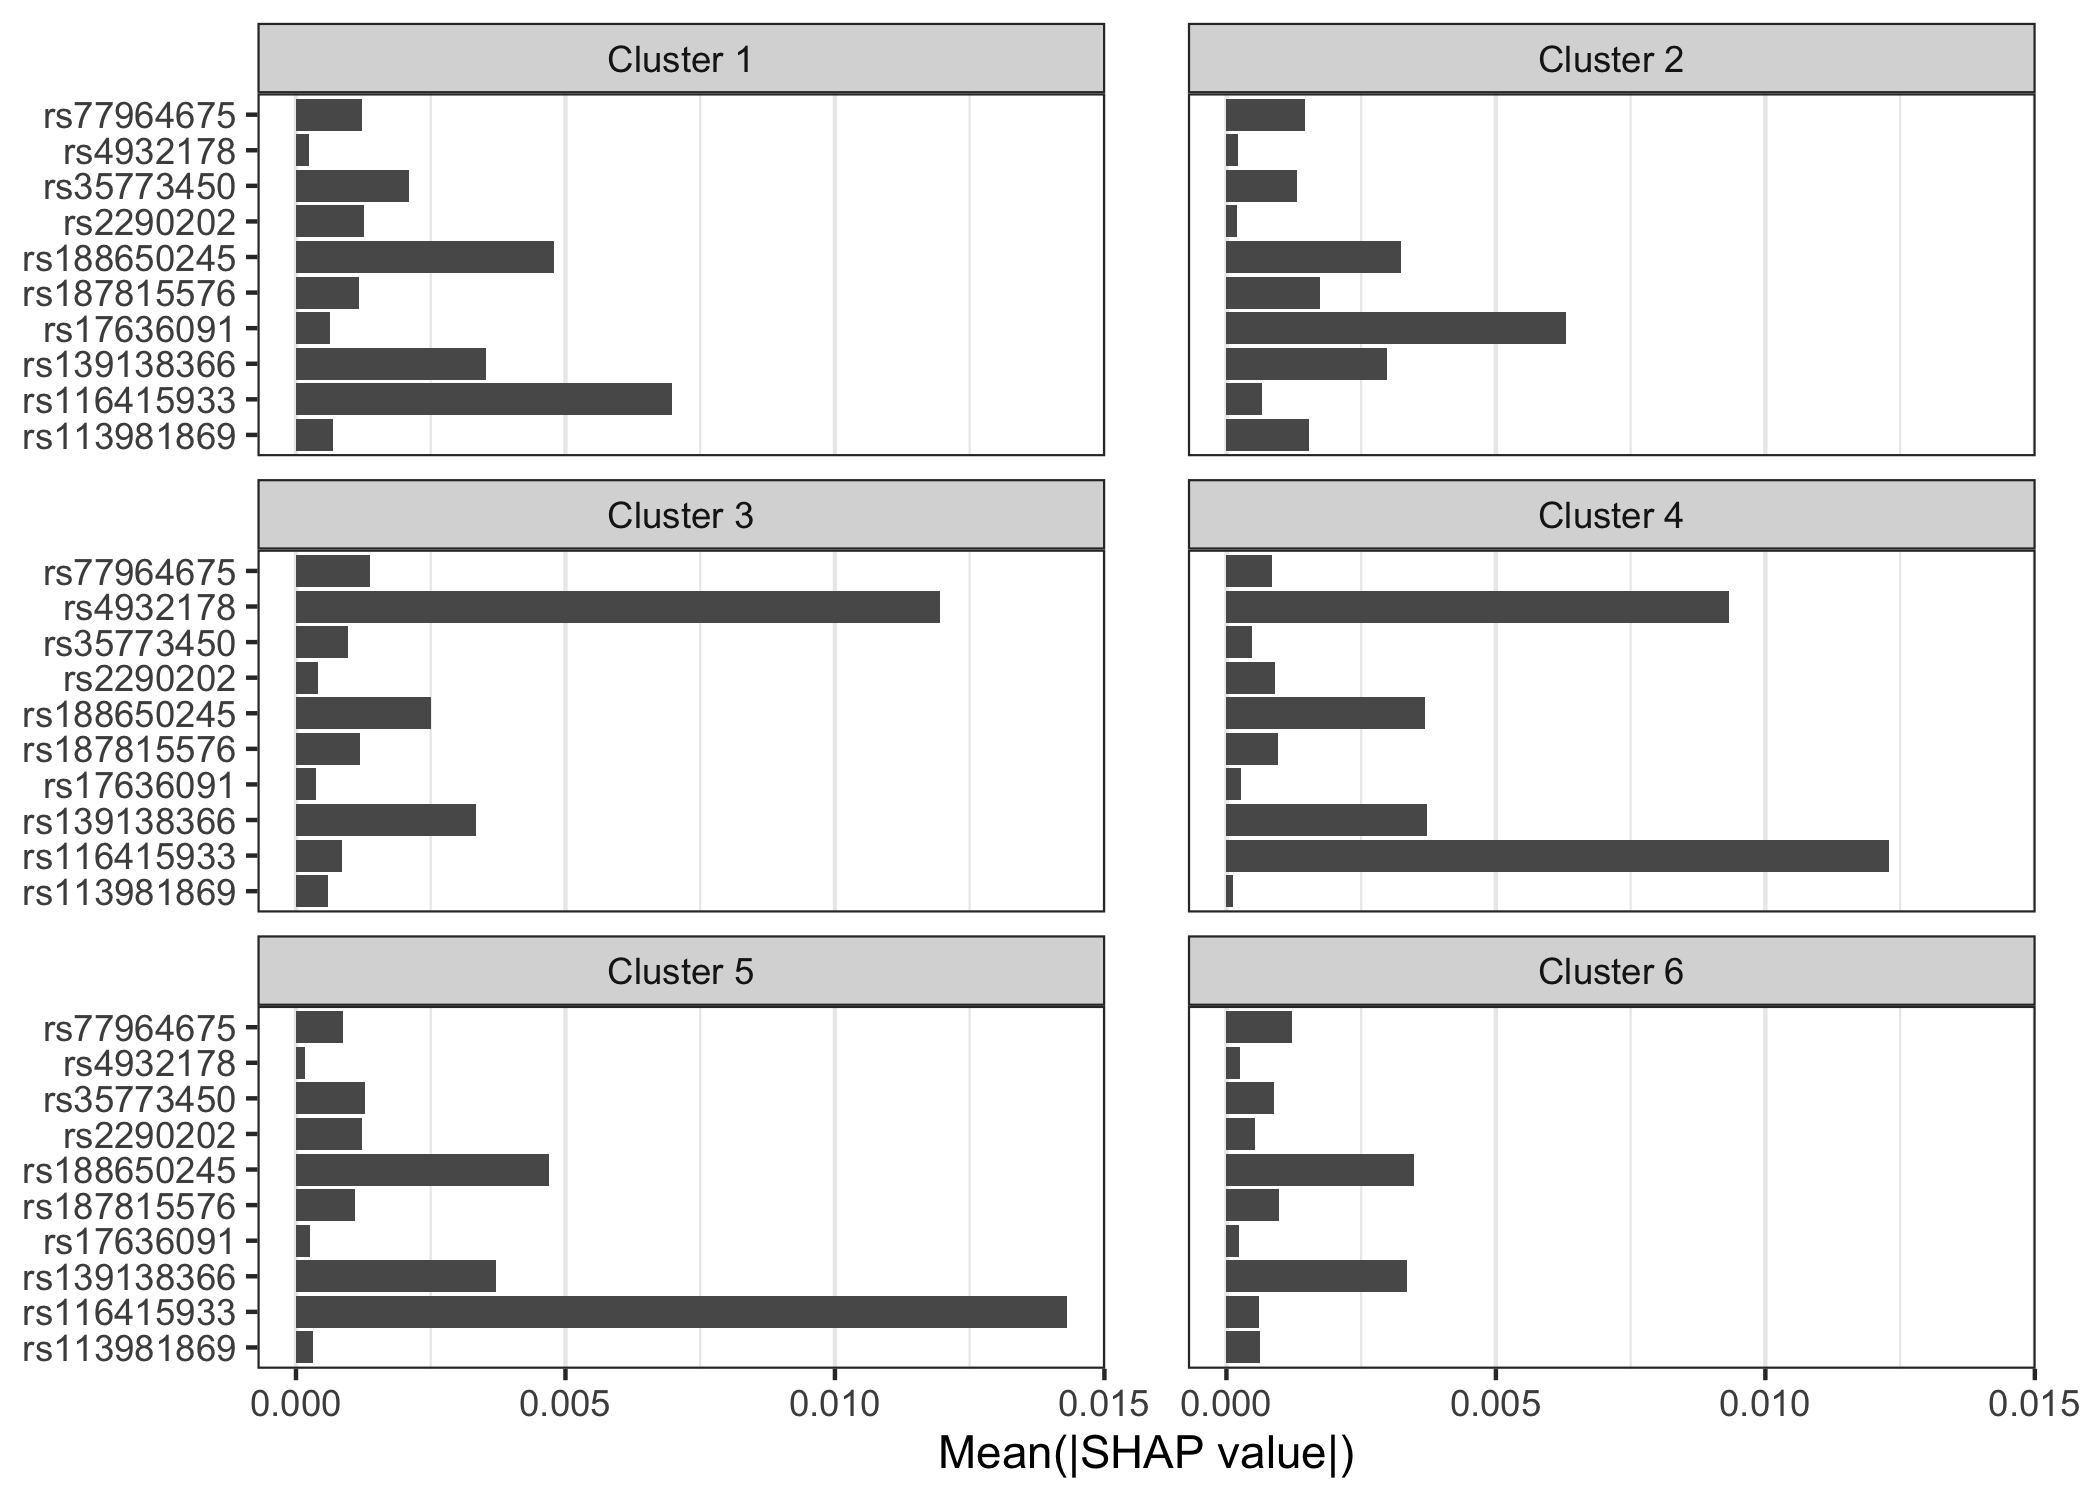 Cluster 1
Cluster 2
rs77964675
rs4932178
rs35773450
rs2290202
rs188650245
rs187815576
rs17636091
rs139138366
rs116415933
rs113981869
Cluster 3
Cluster 4
rs77964675
rs4932178
rs35773450
rs2290202
rs188650245
rs187815576
rs17636091
rs139138366
rs116415933
rs113981869
Cluster 5
Cluster 6
rs77964675
rs4932178
rs35773450
rs2290202
rs188650245
rs187815576
rs17636091
rs139138366
rs116415933
rs113981869
0.000 0.005 0.010 0.015 0.000 0.005 0.010 0.015
Mean(|SHAP value|)